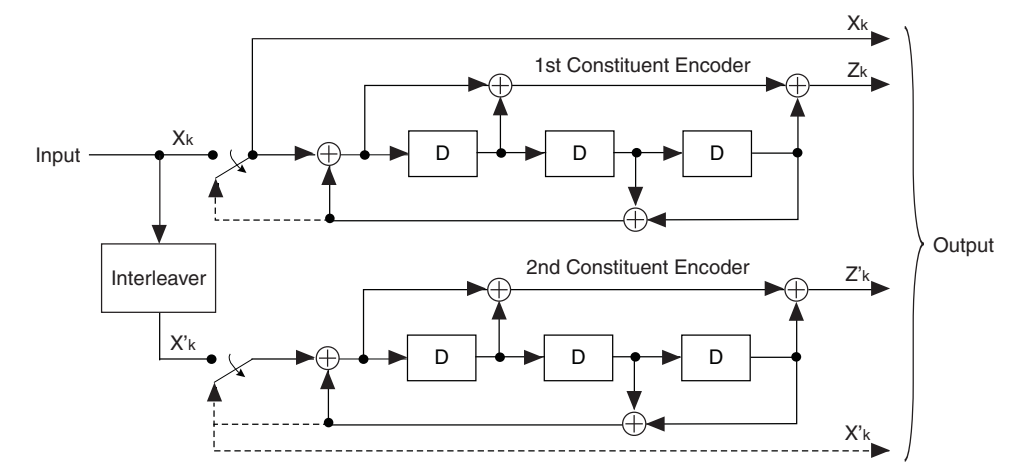 Xk
1st Constituent Encoder
Zk
Input
Xk
D
D
D
Interleaver
Output
2nd Constituent Encoder
Z'k
X'k
D
D
D
X'k